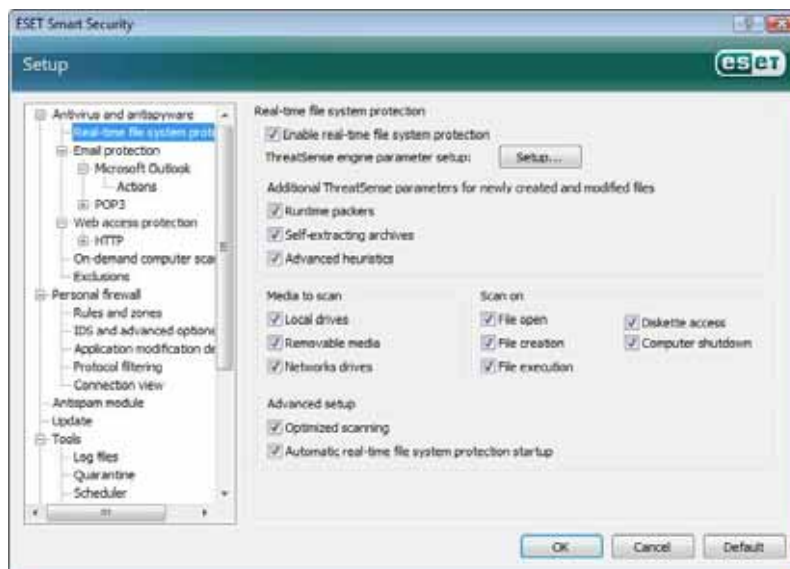 ESET Smart Security
Setup
eseT
Antivirus and antispyware
Real-time file system prot
Email protection
Microsoft Outlook
Actions
POP3
Web access protection
HTTP
On-demand computer sca
Exclusions
Personal firewall
Rules and zones
IDS and advanced option
Application modification de
Protocol filtering
Connection view
Antispam module
Update
Tools
Log files
Quarantine
Scheduler
Real-time file system protection
Enable real-time file system protection
ThreatSense engine parameter setup:
Setup...
Additional ThreatSense parameters for newly created and modified files
Runtime packers
Self-extracting archives
Advanced heuristics
Media to scan
Local drives
Removable media
Networks drives
Scan on
File open
File creation
File execution
Diskette access
Computer shutdown
Advanced setup
Optimized scanning
Automatic real-time file system protection startup
OK
Cancel
Default